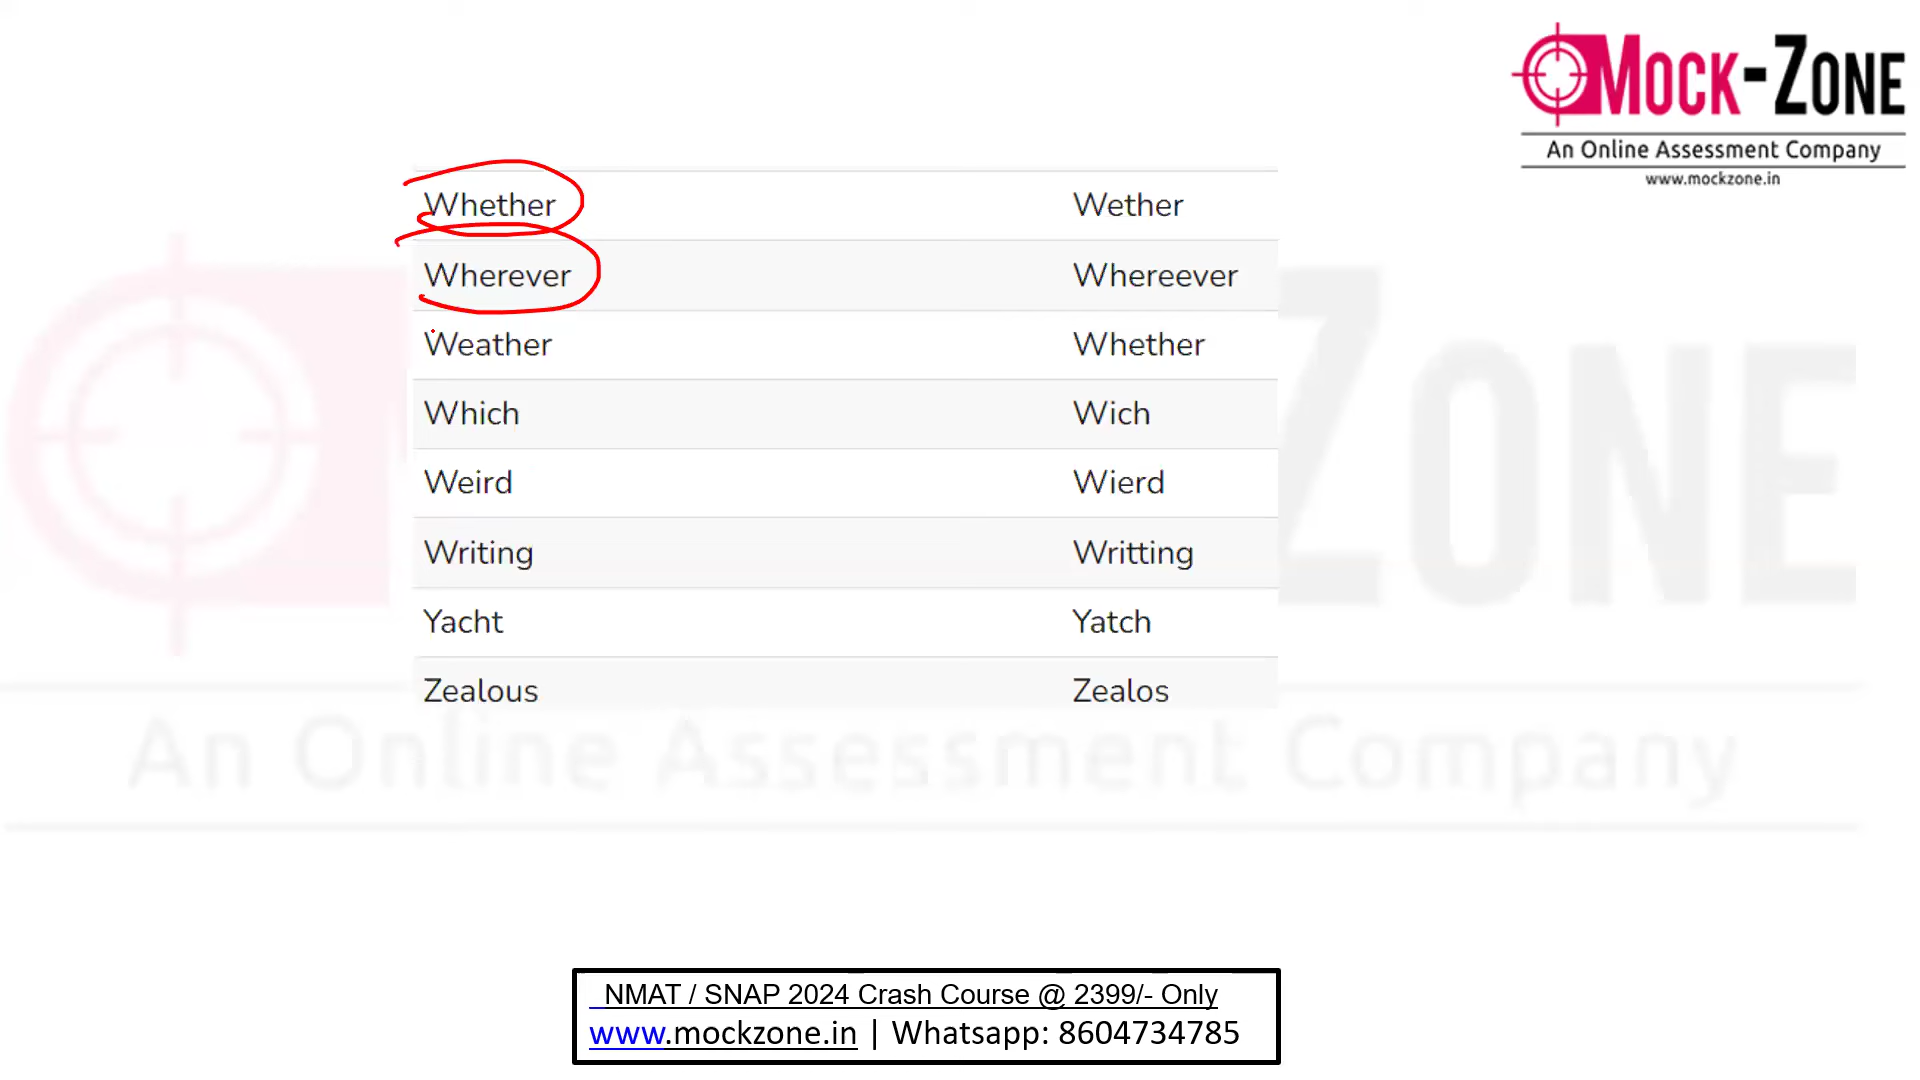 MOCK-ZONE
An Online Assessment Company
www.mockzone.in
Whether Wether
Wherever Whereever
Weather Whether
Which Wich
Weird Wierd
Writing Writting
Yacht Yatch
Zealous Zealos
ZONE
An Online Assessment Company
NMAT / SNAP 2024 Crash Course @ 2399/- Only
www.mockzone.in | Whatsapp: 8604734785